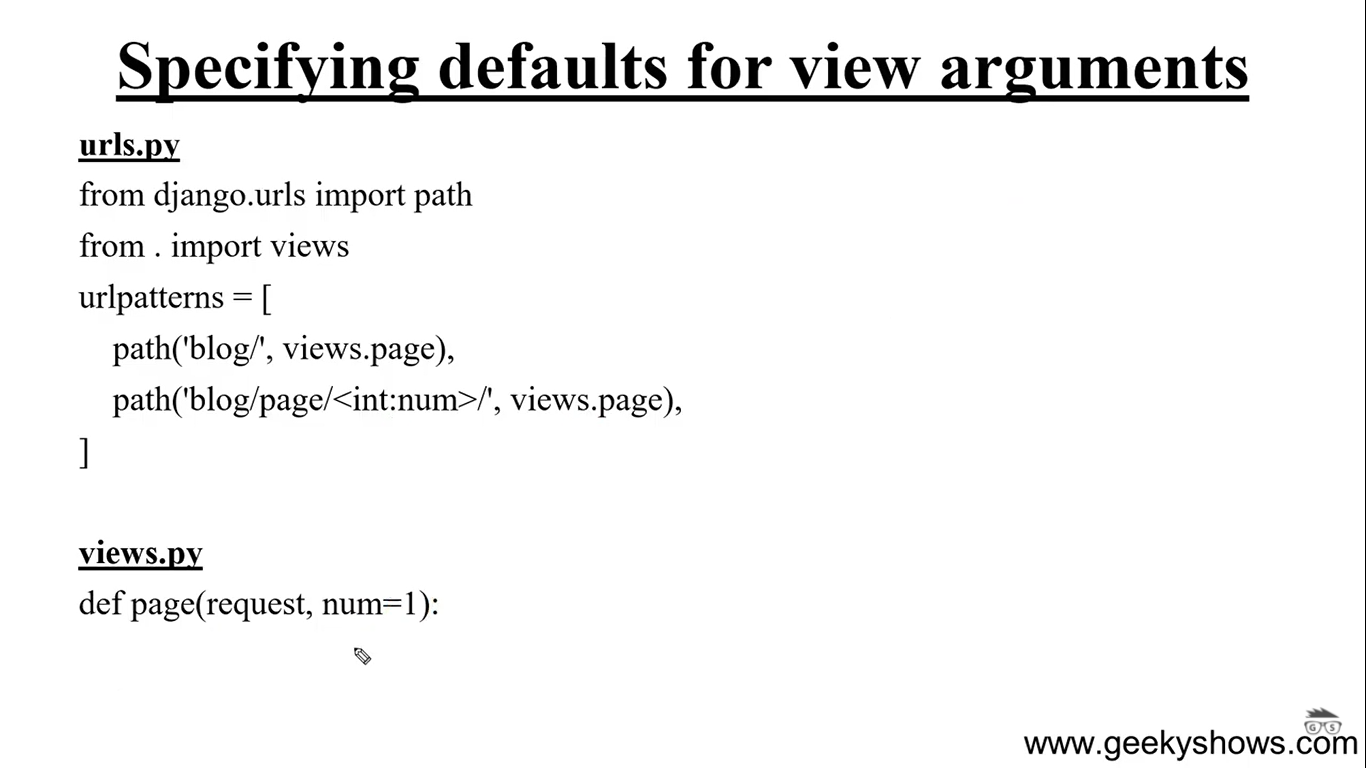 Specifying defaults for view arguments
urls.py
from django.urls import path
from . import views
urlpatterns = [
    path('blog/', views.page),
    path('blog/page/<int:num>/', views.page),
]
views.py
def page(request, num=1):
G S
www.geekyshows.com